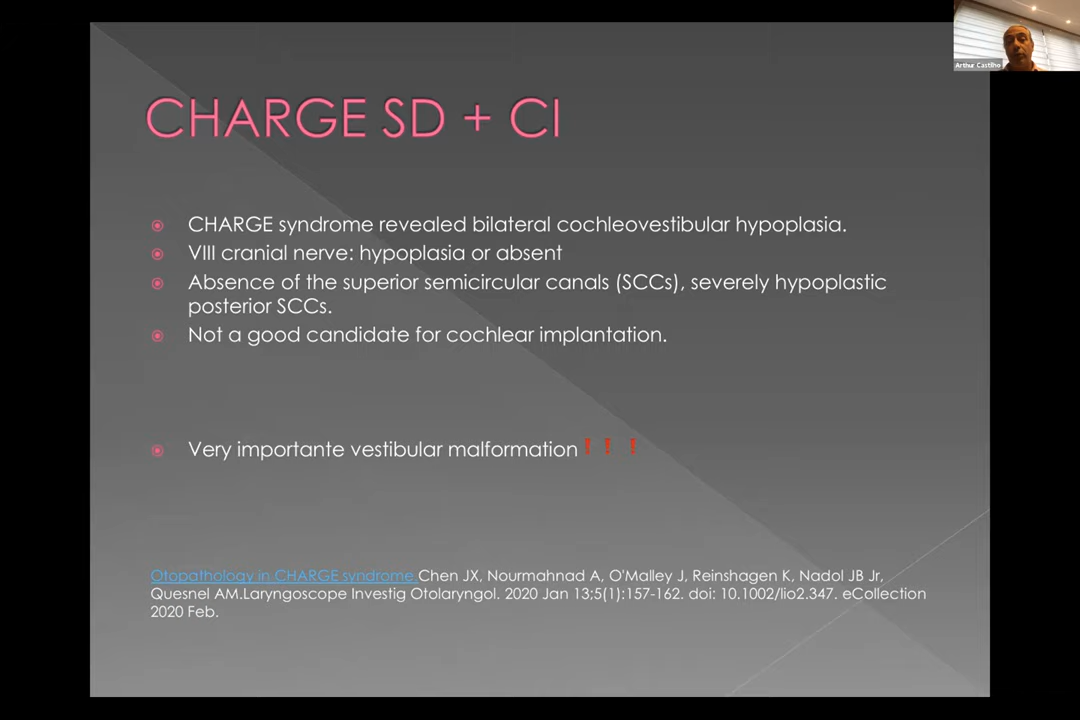 Arthur Castilho
CHARGE SD + CI
CHARGE syndrome revealed bilateral cochleovestibular hypoplasia.
VIII cranial nerve: hypoplasia or absent
Absence of the superior semicircular canals (SCCs), severely hypoplastic
posterior SCCs.
Not a good candidate for cochlear implantation.
Very importante vestibular malformation ! ! !
Otopathology in CHARGE syndrome Chen JX, Nourmahnad A, O'Malley J, Reinshagen K, Nadol JB Jr,
Quesnel AM.Laryngoscope Investig Otolaryngol. 2020 Jan 13;5(1):157-162. doi: 10.1002/lio2.347. eCollection
2020 Feb.